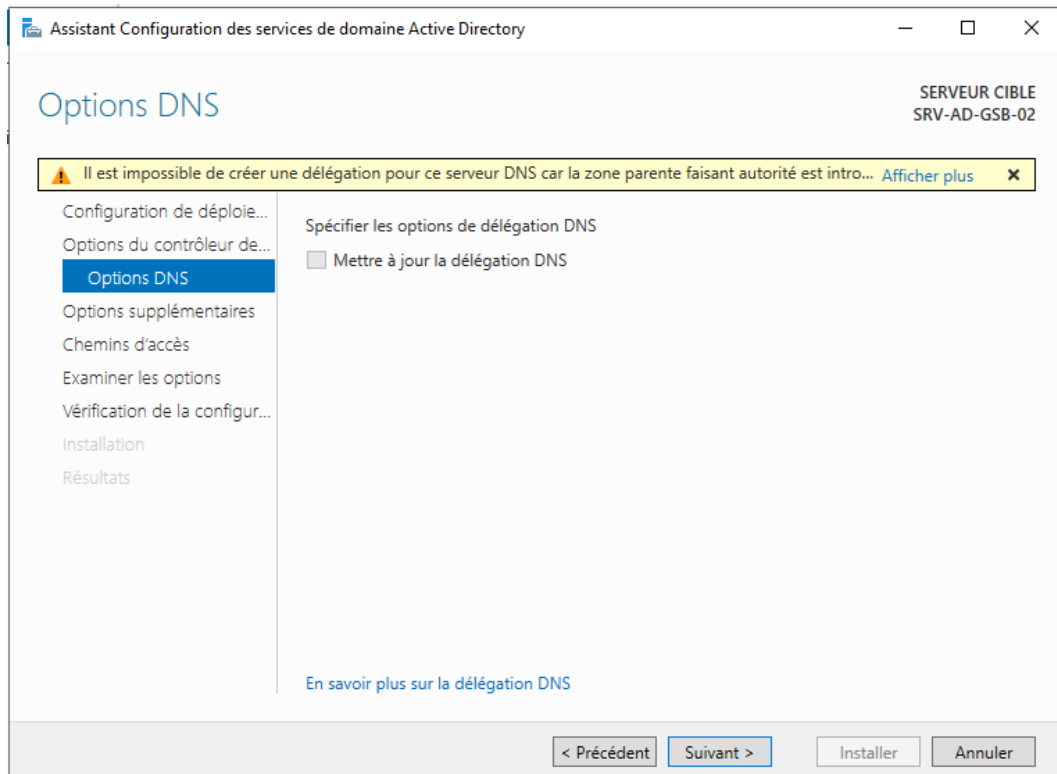 Assistant Configuration des services de domaine Active Directory
Options DNS
SERVEUR CIBLE
SRV-AD-GSB-02
Il est impossible de créer une délégation pour ce serveur DNS car la zone parente faisant autorité est intro... Afficher plus
Configuration de déploie...
Options du contrôleur de...
Options DNS
Options supplémentaires
Chemins d'accès
Examiner les options
Vérification de la configur...
Installation
Résultats
Spécifier les options de délégation DNS
Mettre à jour la délégation DNS
En savoir plus sur la délégation DNS
< Précédent
Suivant >
Installer
Annuler